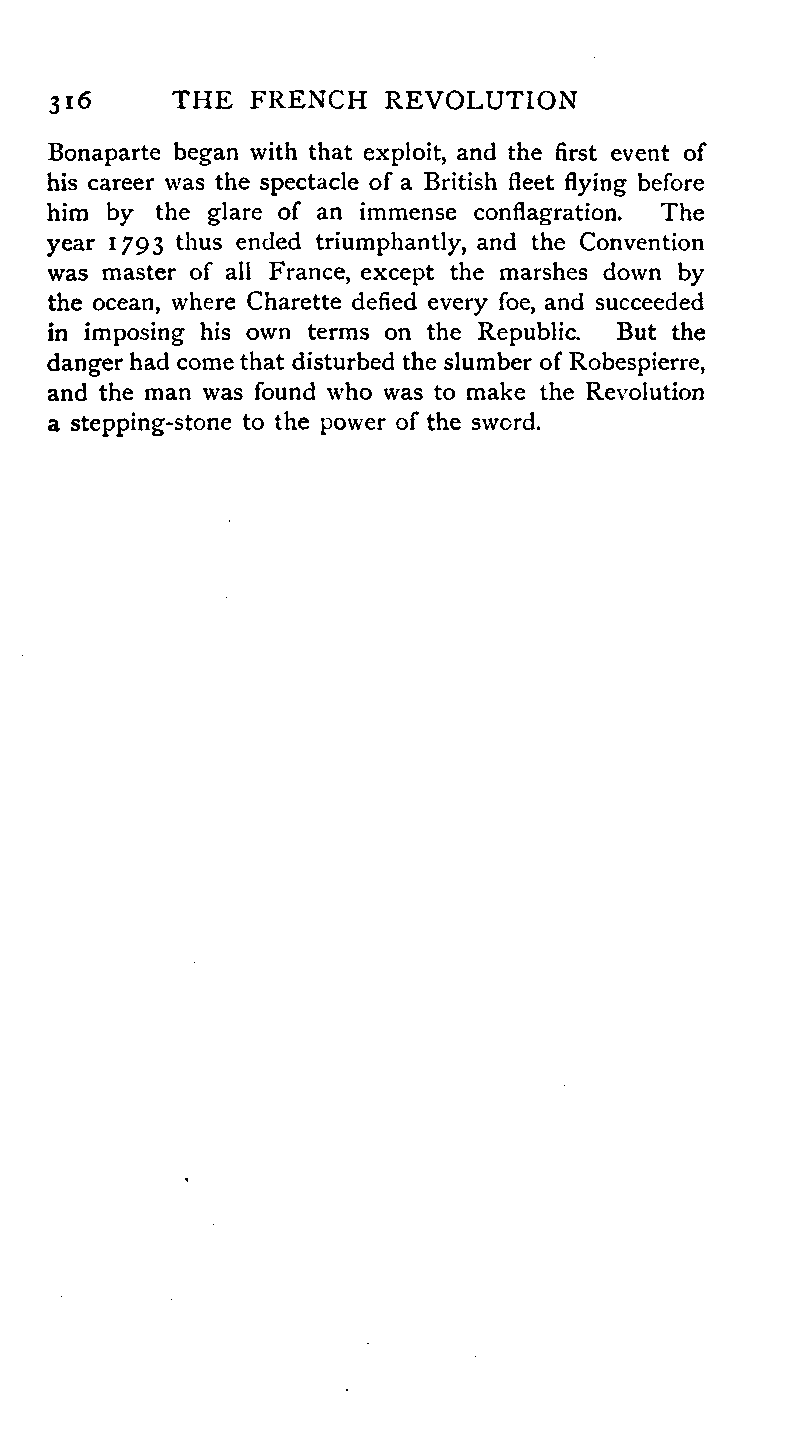 316 THE FRENCH REVOLUTION
Bonaparte began with that exploit, and the first event of
his career was the spectacle of a British fleet flying before
him by the glare of an immense conflagration. The
year 1793 thus ended triumphantly, and the Convention
was master of all France, except the marshes down by
the ocean, where Charette defied every foe, and succeeded
in imposing his own terms on the Republic. But the
danger had come that disturbed the slumber of Robespierre,
and the man was found who was to make the Revolution
a stepping-stone to the power of the sword.